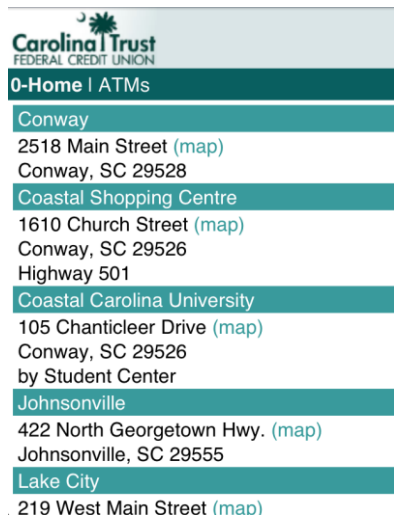 Carolina Trust
FEDERAL CREDIT UNION
0-Home | ATMs
Conway
2518 Main Street (map)
Conway, SC 29528
Coastal Shopping Centre
1610 Church Street (map)
Conway, SC 29526
Highway 501
Coastal Carolina University
105 Chanticleer Drive (map)
Conway, SC 29526
by Student Center
Johnsonville
422 North Georgetown Hwy. (map)
Johnsonville, SC 29555
Lake City
219 West Main Street (map)